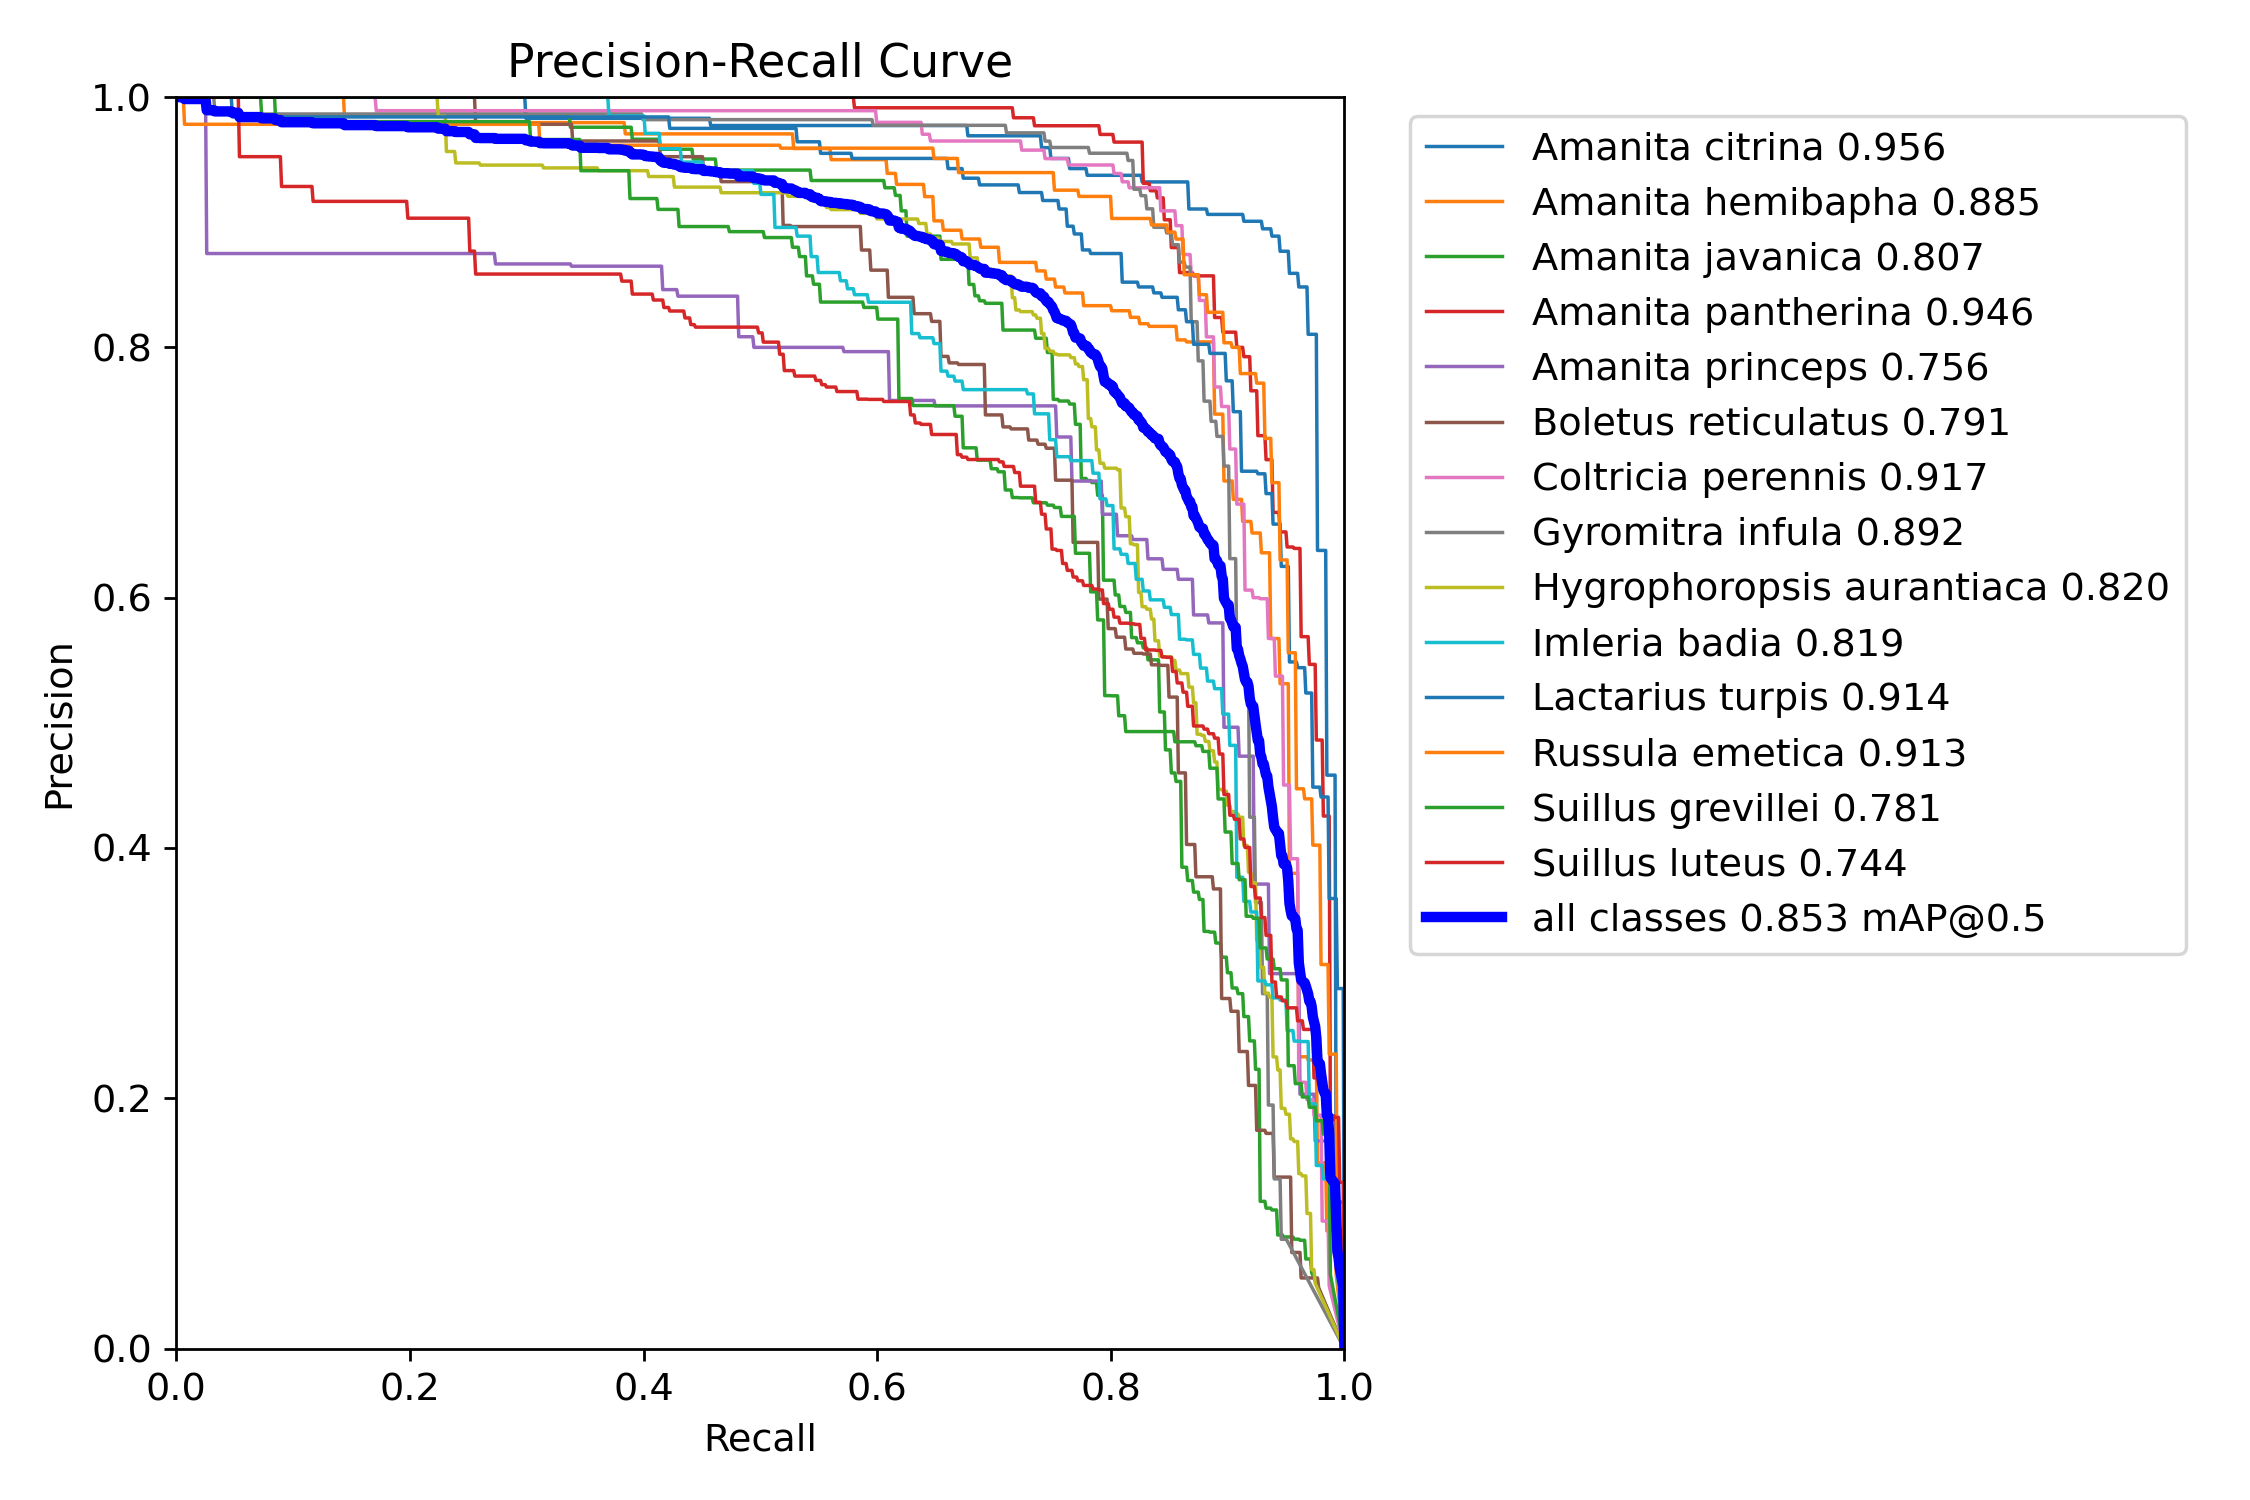 Precision-Recall Curve
1.0
0.8
0.6
0.4
0.2
0.0
Precision
0.0 0.2 0.4 0.6 0.8 1.0
Recall
Amanita citrina 0.956
Amanita hemibapha 0.885
Amanita javanica 0.807
Amanita pantherina 0.946
Amanita princeps 0.756
Boletus reticulatus 0.791
Coltricia perennis 0.917
Gyromitra infula 0.892
Hygrophoropsis aurantiaca 0.820
Imleria badia 0.819
Lactarius turpis 0.914
Russula emetica 0.913
Suillus grevillei 0.781
Suillus luteus 0.744
all classes 0.853 mAP@0.5